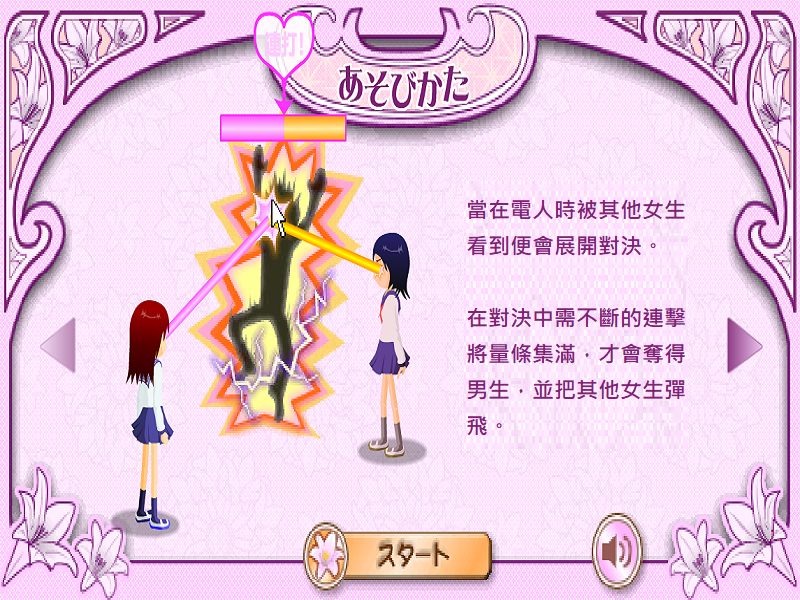 連打!
あそびかた
當在電人時被其他女生
看到便會展開對決。
在對決中需不斷的連擊
將量條集滿，才會奪得
男生，並把其他女生彈
飛。
スタート